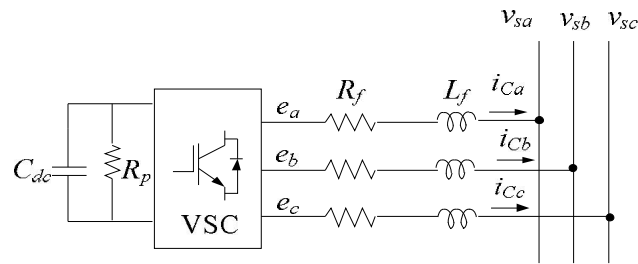 v_sa v_sb v_sc
R_f L_f i_Ca
e_a
i_Cb
e_b
C_dc R_p
i_Cc
e_c
VSC